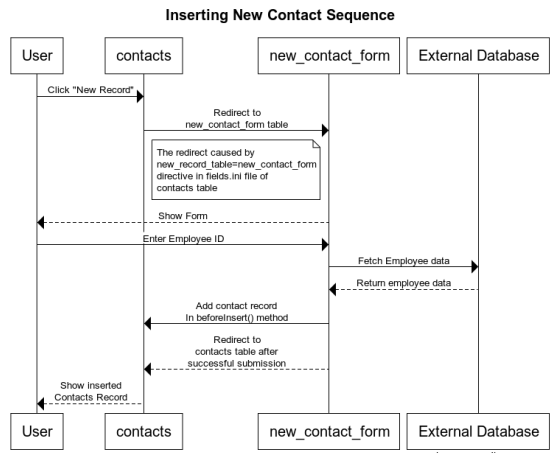 Inserting New Contact Sequence
User
contacts
new_contact_form
External Database
Click "New Record"
Redirect to
new_contact_form table
The redirect caused by
new_record_table=new_contact_form
directive in fields.ini file of
contacts table
Show Form
Enter Employee ID
Fetch Employee data
Return employee data
Add contact record
In beforeInsert() method
Redirect to
contacts table after
successful submission
Show inserted
Contacts Record
User
contacts
new_contact_form
External Database